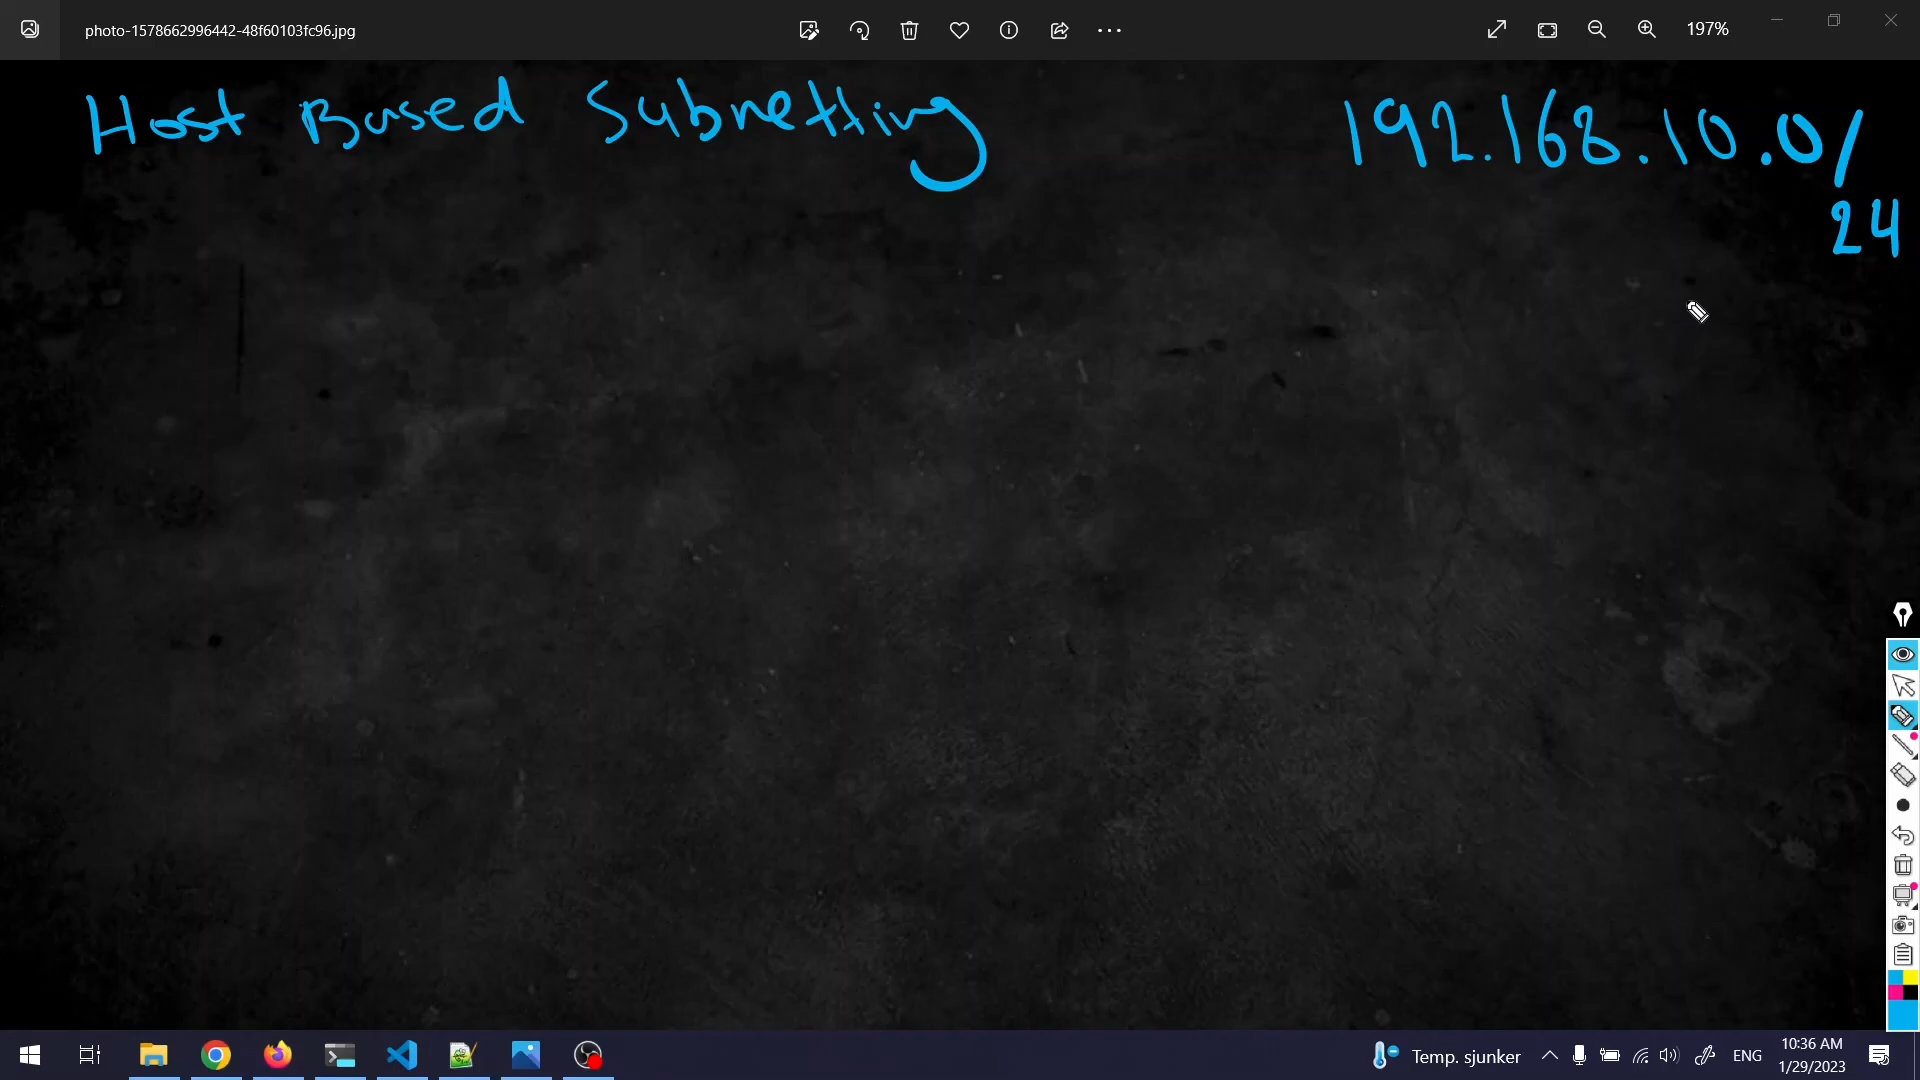 photo-1578662996442-48f60103fc96.jpg
197%
Host Based Subnetting
192.168.10.0/
24
Temp. sjunker
ENG
10:36 AM
1/29/2023